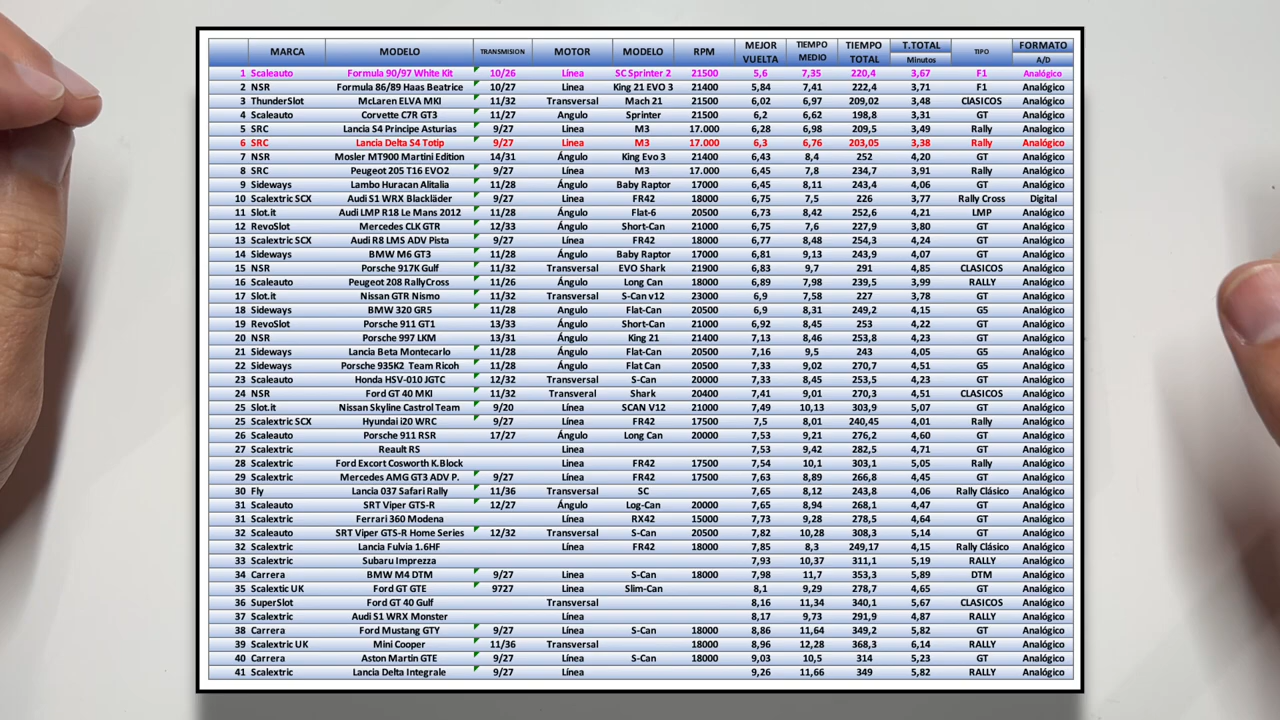 MARCA MODELO TRANSMISION MOTOR MODELO RPM MEJOR VUELTA TIEMPO MEDIO TIEMPO TOTAL T.TOTAL Minutos TIPO FORMATO A/D
1 Scaleauto Formula 90/97 White Kit 10/26 Línea SC Sprinter 2 21500 5,6 7,35 220,4 3,67 F1 Analógico
2 NSR Formula 86/89 Haas Beatrice 10/27 Línea King 21 EVO 3 21400 5,84 7,41 222,4 3,71 F1 Analógico
3 ThunderSlot McLaren ELVA MKI 11/32 Transversal Mach 21 21500 6,02 6,97 209,02 3,48 ClASICOS Analógico
4 Scaleauto Corvette C7R GT3 11/27 Angulo Sprinter 21500 6,2 6,62 198,8 3,31 GT Analógico
5 SRC Lancia S4 Principe Asturias 9/27 Linea M3 17.000 6,28 6,98 209,5 3,49 Rally Analógico
6 SRC Lancia Delta S4 Totip 9/27 Linea M3 17.000 6,3 6,76 203,05 3,38 Rally Analógico
7 NSR Mosler MT900 Martini Edition 14/31 Ángulo King Evo 3 21400 6,43 8,4 252 4,20 GT Analógico
8 SRC Peugeot 205 T16 EVO2 9/27 Línea M3 17.000 6,45 7,8 234,7 3,91 Rally Analógico
9 Sideways Lambo Huracan Alitalia 11/28 Ángulo Baby Raptor 17000 6,45 8,11 243,4 4,06 GT Analógico
10 Scalextric SCX Audi S1 WRX Blackläder 9/27 Linea FR42 18000 6,75 7,5 226 3,77 Rally Cross Digital
11 Slot.it Audi LMP R18 Le Mans 2012 11/28 Ángulo Flat-6 20500 6,73 8,42 252,6 4,21 LMP Analógico
12 RevoSlot Mercedes CLK GTR 12/33 Ángulo Short-Can 21000 6,75 7,6 227,9 3,80 GT Analógico
13 Scalextric SCX Audi R8 LMS ADV Pista 9/27 Línea FR42 18000 6,77 8,48 254,3 4,24 GT Analógico
14 Sideways BMW M6 GT3 11/28 Ángulo Baby Raptor 17000 6,81 9,13 243,9 4,07 GT Analógico
15 NSR Porsche 917K Gulf 11/32 Transversal EVO Shark 21900 6,83 9,7 291 4,85 CLASICOS Analógico
16 Scaleauto Peugeot 208 RallyCross 11/26 Ángulo Long Can 18000 6,89 7,98 239,5 3,99 RALLY Analógico
17 Slot.it Nissan GTR Nismo 11/32 Transversal S-Can v12 23000 6,9 7,58 227 3,78 GT Analógico
18 Sideways BMW 320 GR5 11/28 Ángulo Flat-Can 20500 6,9 8,31 249,2 4,15 G5 Analógico
19 RevoSlot Porsche 911 GT1 13/33 Ángulo Short-Can 21000 6,92 8,45 253 4,22 GT Analógico
20 NSR Porsche 997 LKM 13/31 Ángulo King 21 21400 7,13 8,46 253,8 4,23 GT Analógico
21 Sideways Lancia Beta Montecarlo 11/28 Ángulo Flat-Can 20500 7,16 9,5 243 4,05 G5 Analógico
22 Sideways Porsche 935K2 Team Ricoh 11/28 Ángulo Flat Can 20500 7,33 9,02 270,7 4,51 G5 Analógico
23 Scaleauto Honda HSV-010 JGTC 12/32 Transversal S-Can 20000 7,33 8,45 253,5 4,23 GT Analógico
24 NSR Ford GT 40 MKI 11/32 Transveral Shark 20400 7,41 9,01 270,3 4,51 CLASICOS Analógico
25 Slot.it Nissan Skyline Castrol Team 9/20 Línea SCAN V12 21000 7,49 10,13 303,9 5,07 GT Analógico
25 Scalextric SCX Hyundai i20 WRC 9/27 Línea FR42 17500 7,5 8,01 240,45 4,01 Rally Analógico
26 Scaleauto Porsche 911 RSR 17/27 Ángulo Long Can 20000 7,53 9,21 276,2 4,60 GT Analógico
27 Scalextric Reault RS Linea 7,53 9,42 282,5 4,71 GT Analógico
28 Scalextric Ford Excort Cosworth K.Block Linea FR42 17500 7,54 10,1 303,1 5,05 Rally Analógico
29 Scalextric Mercedes AMG GT3 ADV P. 9/27 Línea FR42 17500 7,63 8,89 266,8 4,45 GT Analógico
30 Fly Lancia 037 Safari Rally 11/36 Transversal SC 7,65 8,12 243,8 4,06 Rally Clásico Analógico
31 Scaleauto SRT Viper GTS-R 12/27 Ángulo Log-Can 20000 7,65 8,94 268,1 4,47 GT Analógico
31 Scalextric Ferrari 360 Modena Línea RX42 15000 7,73 9,28 278,5 4,64 GT Analógico
32 Scaleauto SRT Viper GTS-R Home Series 12/32 Transversal S-Can 20500 7,82 10,28 308,3 5,14 GT Analógico
32 Scalextric Lancia Fulvia 1.6HF Línea FR42 18000 7,85 8,3 249,17 4,15 Rally Clásico Analógico
33 Scalextric Subaru Imprezza 7,93 10,37 311,1 5,19 RALLY Analógico
34 Carrera BMW M4 DTM 9/27 Linea S-Can 18000 7,98 11,7 353,3 5,89 DTM Analógico
35 Scalextic UK Ford GT GTE 9727 Linea Slim-Can 8,1 9,29 278,7 4,65 GT Analógico
36 SuperSlot Ford GT 40 Gulf Transversal 8,16 11,34 340,1 5,67 CLASICOS Analógico
37 Scalextric Audi S1 WRX Monster Línea 8,17 9,73 291,9 4,87 RALLY Analógico
38 Carrera Ford Mustang GTY 9/27 Línea S-Can 18000 8,86 11,64 349,2 5,82 GT Analógico
39 Scalextric UK Mini Cooper 11/36 Transversal 18000 8,96 12,28 368,3 6,14 RALLY Analógico
40 Carrera Aston Martin GTE 9/27 Línea S-Can 18000 9,03 10,5 314 5,23 GT Analógico
41 Scalextric Lancia Delta Integrale 9/27 Línea 9,26 11,66 349 5,82 RALLY Analógico